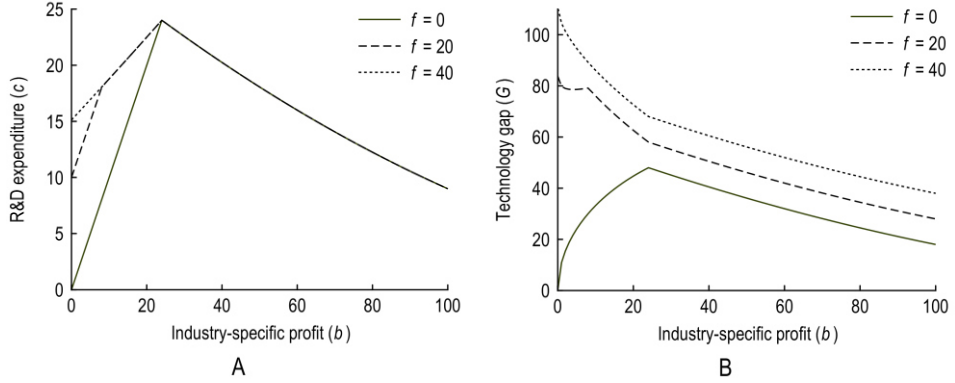 25
20
15
10
5
0
R&D expenditure (c)
0 20 40 60 80 100
Industry-specific profit (b)
f = 0
f = 20
f = 40
A
100
80
60
40
20
0
Technology gap (G)
0 20 40 60 80 100
Industry-specific profit (b)
f = 0
f = 20
f = 40
B